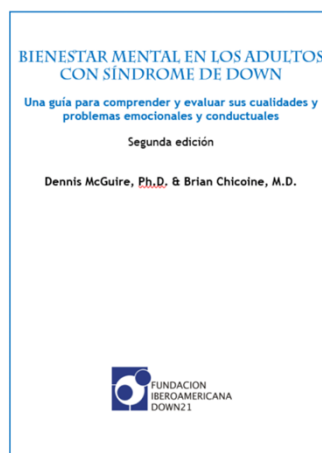 BIENESTAR MENTAL EN LOS ADULTOS
CON SÍNDROME DE DOWN
Una guía para comprender y evaluar sus cualidades y
problemas emocionales y conductuales
Segunda edición
Dennis McGuire, Ph.D. & Brian Chicoine, M.D.
FUNDACION
IBEROAMERICANA
DOWN21